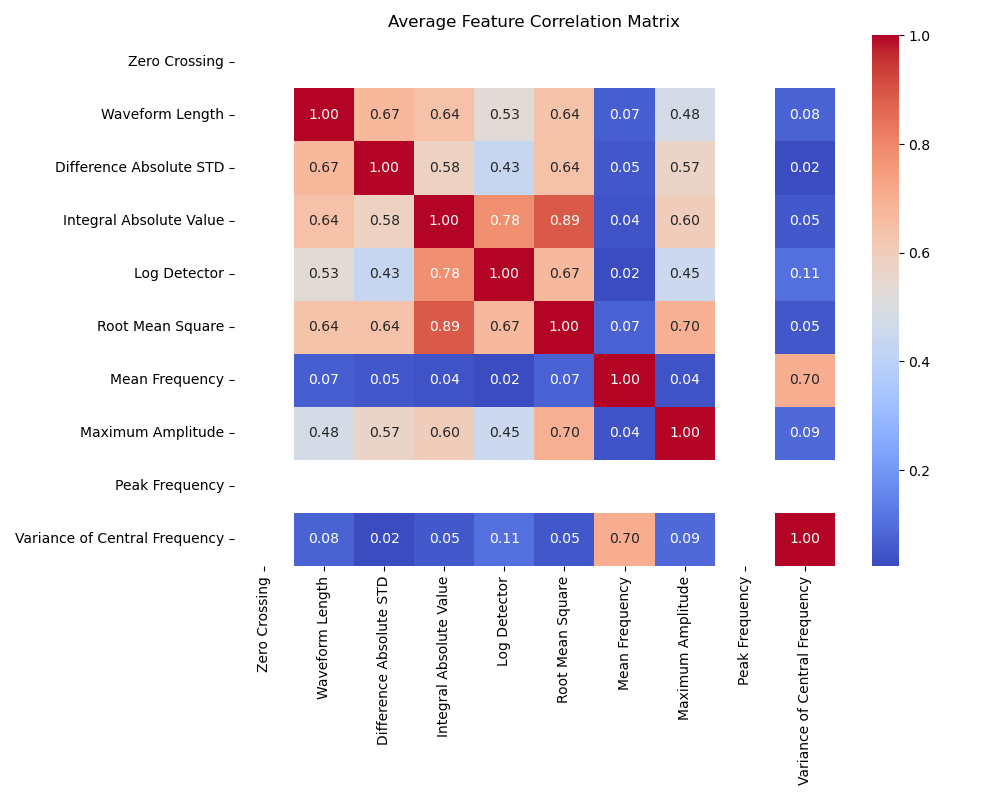 Average Feature Correlation Matrix
Zero Crossing
Waveform Length 1.00 0.67 0.64 0.53 0.64 0.07 0.48 0.08
Difference Absolute STD 0.67 1.00 0.58 0.43 0.64 0.05 0.57 0.02
Integral Absolute Value 0.64 0.58 1.00 0.78 0.89 0.04 0.60 0.05
Log Detector 0.53 0.43 0.78 1.00 0.67 0.02 0.45 0.11
Root Mean Square 0.64 0.64 0.89 0.67 1.00 0.07 0.70 0.05
Mean Frequency 0.07 0.05 0.04 0.02 0.07 1.00 0.04 0.70
Maximum Amplitude 0.48 0.57 0.60 0.45 0.70 0.04 1.00 0.09
Peak Frequency
Variance of Central Frequency 0.08 0.02 0.05 0.11 0.05 0.70 0.09 1.00
Zero Crossing
Waveform Length
Difference Absolute STD
Integral Absolute Value
Log Detector
Root Mean Square
Mean Frequency
Maximum Amplitude
Peak Frequency
Variance of Central Frequency
1.0
0.8
0.6
0.4
0.2